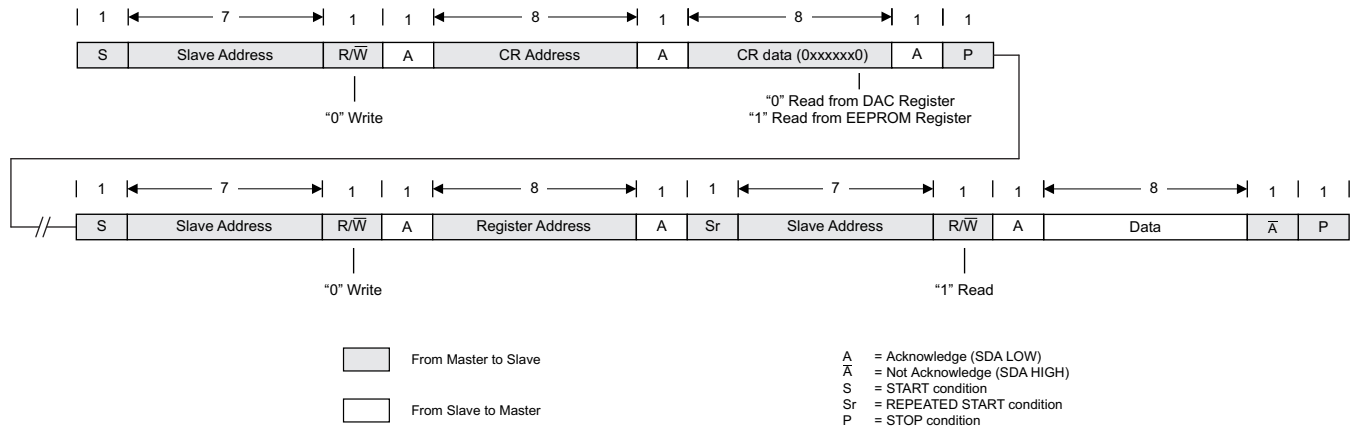 1 7 1 1 8 1 8 1 1
S Slave Address R/W̅ A CR Address A CR data (0xxxxxx0) A P
“0” Write
“0” Read from DAC Register
“1” Read from EEPROM Register
1 7 1 1 8 1 1 7 1 1 8 1 1
S Slave Address R/W̅ A Register Address A Sr Slave Address R/W̅ A Data A̅ P
“0” Write “1” Read
From Master to Slave
From Slave to Master
A = Acknowledge (SDA LOW)
A̅ = Not Acknowledge (SDA HIGH)
S = START condition
Sr = REPEATED START condition
P = STOP condition